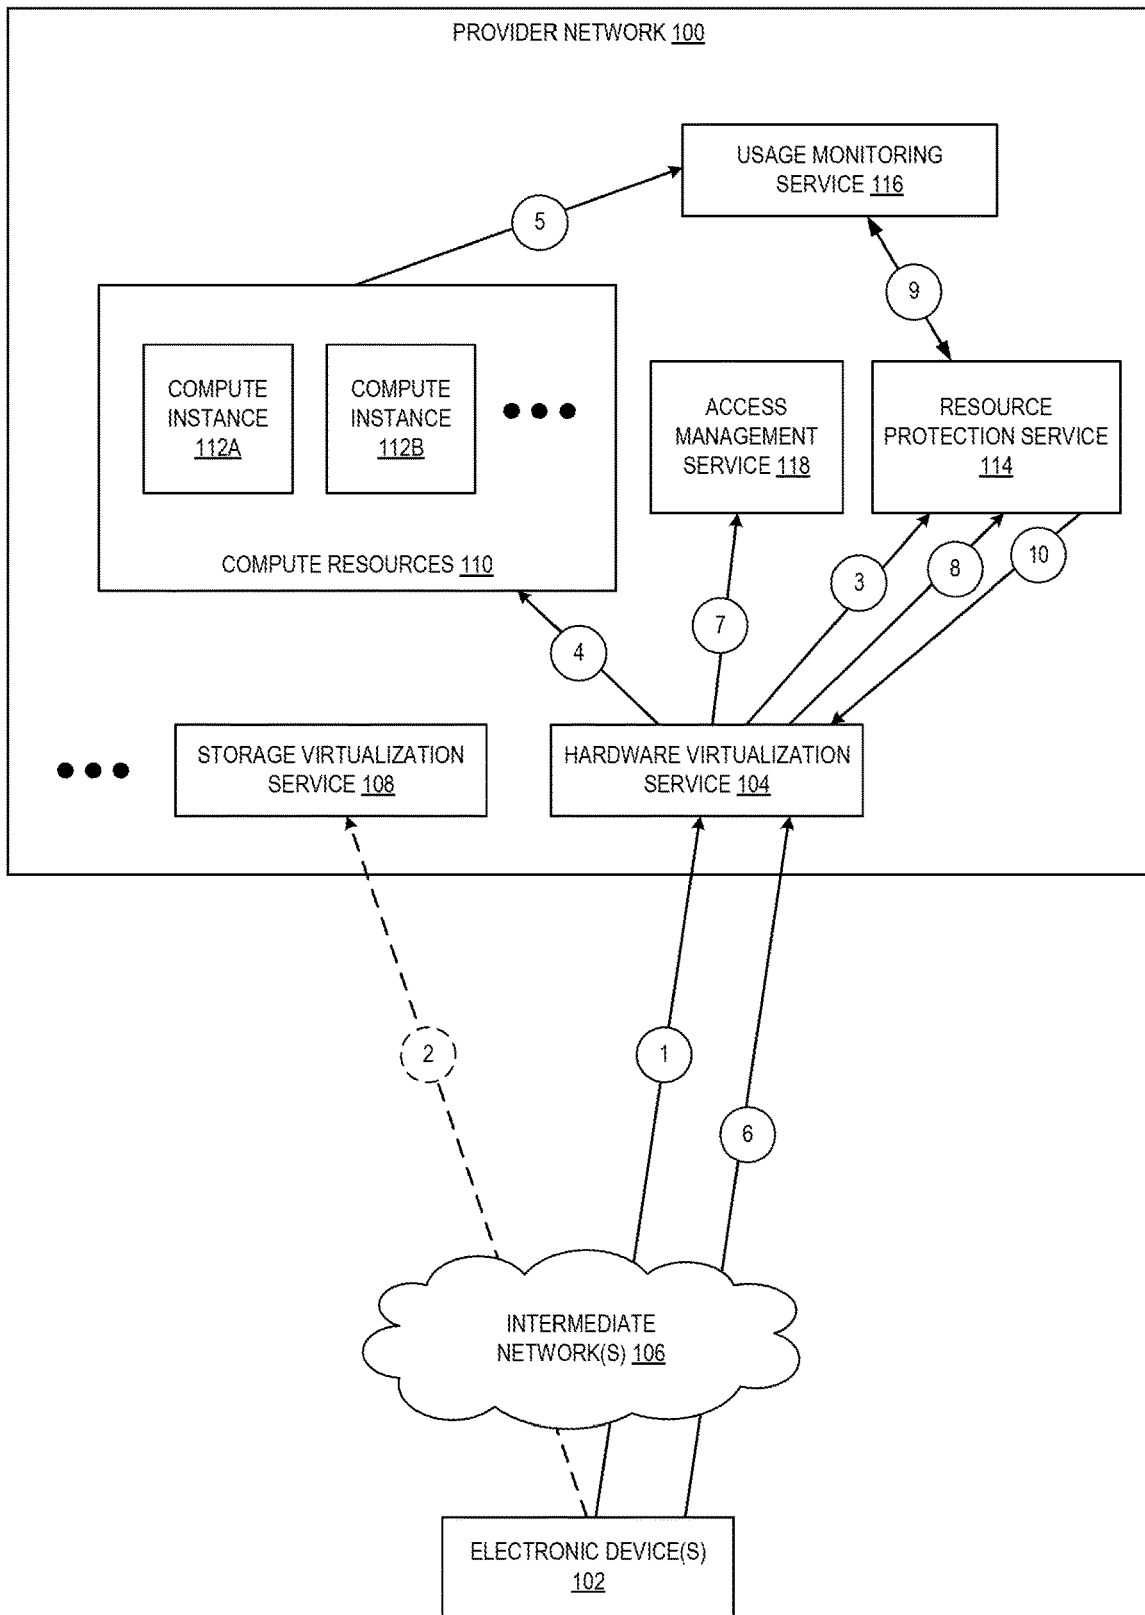 PROVIDER NETWORK 100
USAGE MONITORING
SERVICE 116
5
9
COMPUTE
INSTANCE
112A
COMPUTE
INSTANCE
112B
ACCESS
MANAGEMENT
SERVICE 118
RESOURCE
PROTECTION SERVICE
114
COMPUTE RESOURCES 110
3
8
10
7
4
STORAGE VIRTUALIZATION
SERVICE 108
HARDWARE VIRTUALIZATION
SERVICE 104
2
1
6
INTERMEDIATE
NETWORK(S) 106
ELECTRONIC DEVICE(S)
102